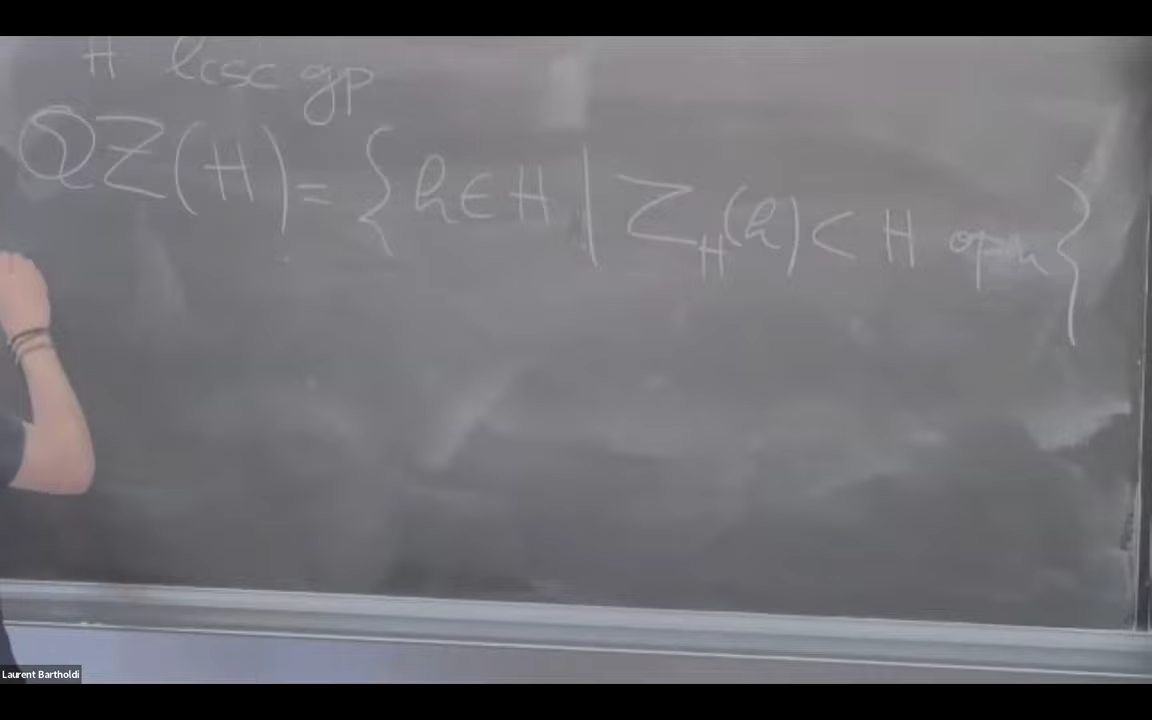 H lcsc gp
QZ(H) = { h ∈ H | Z_H(h) < H open }
Laurent Bartholdi